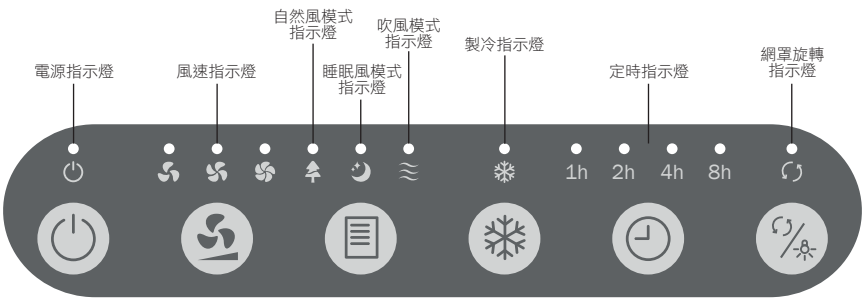 電源指示燈
風速指示燈
自然風模式
指示燈
睡眠風模式
指示燈
吹風模式
指示燈
製冷指示燈
定時指示燈
網罩旋轉
指示燈
1h 2h 4h 8h